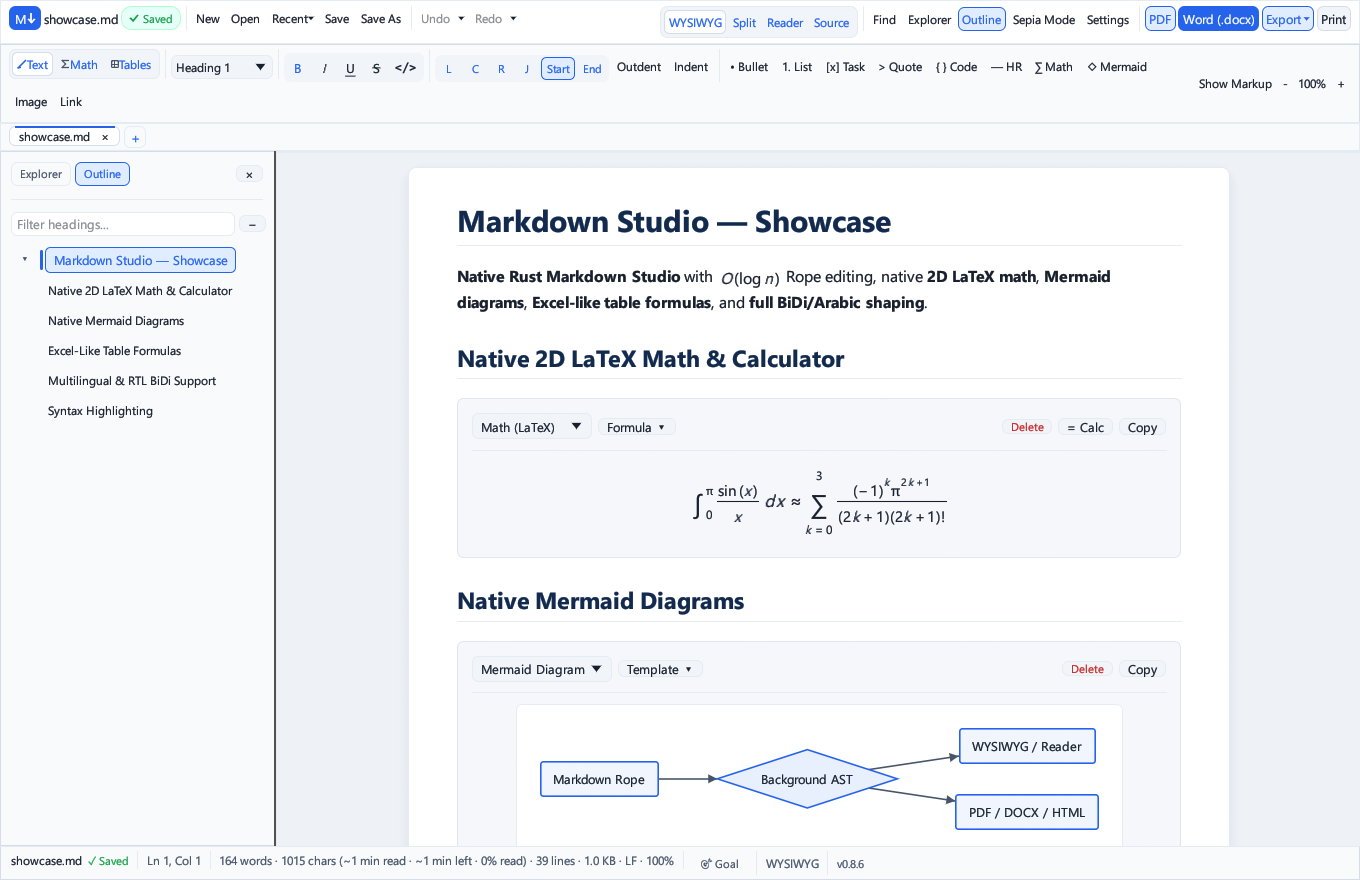 M↓ showcase.md ✓ Saved New Open Recent▾ Save Save As Undo ▾ Redo ▾ WYSIWYG Split Reader Source Find Explorer Outline Sepia Mode Settings PDF Word (.docx) Export▾ Print
Text ΣMath ⊞Tables Heading 1 ▼ B I U S </> L C R J Start End Outdent Indent • Bullet 1. List [x] Task > Quote { } Code — HR ∑ Math ◇ Mermaid
Show Markup - 100% +
Image Link
showcase.md × +
Explorer Outline ×
Filter headings... −
▾ Markdown Studio — Showcase
Native 2D LaTeX Math & Calculator
Native Mermaid Diagrams
Excel-Like Table Formulas
Multilingual & RTL BiDi Support
Syntax Highlighting
Markdown Studio — Showcase
Native Rust Markdown Studio with O(log n) Rope editing, native 2D LaTeX math, Mermaid
diagrams, Excel-like table formulas, and full BiDi/Arabic shaping.
Native 2D LaTeX Math & Calculator
Math (LaTeX) ▼ Formula ▾ Delete = Calc Copy
∫₀^π sin(x)/x dx ≈ ∑_{k=0}^{3} (−1)^k π^{2k+1} / (2k+1)(2k+1)!
Native Mermaid Diagrams
Mermaid Diagram ▼ Template ▾ Delete Copy
WYSIWYG / Reader
Markdown Rope Background AST
PDF / DOCX / HTML
showcase.md ✓ Saved Ln 1, Col 1 164 words · 1015 chars (~1 min read · ~1 min left · 0% read) · 39 lines · 1.0 KB · LF · 100% Goal WYSIWYG v0.8.6